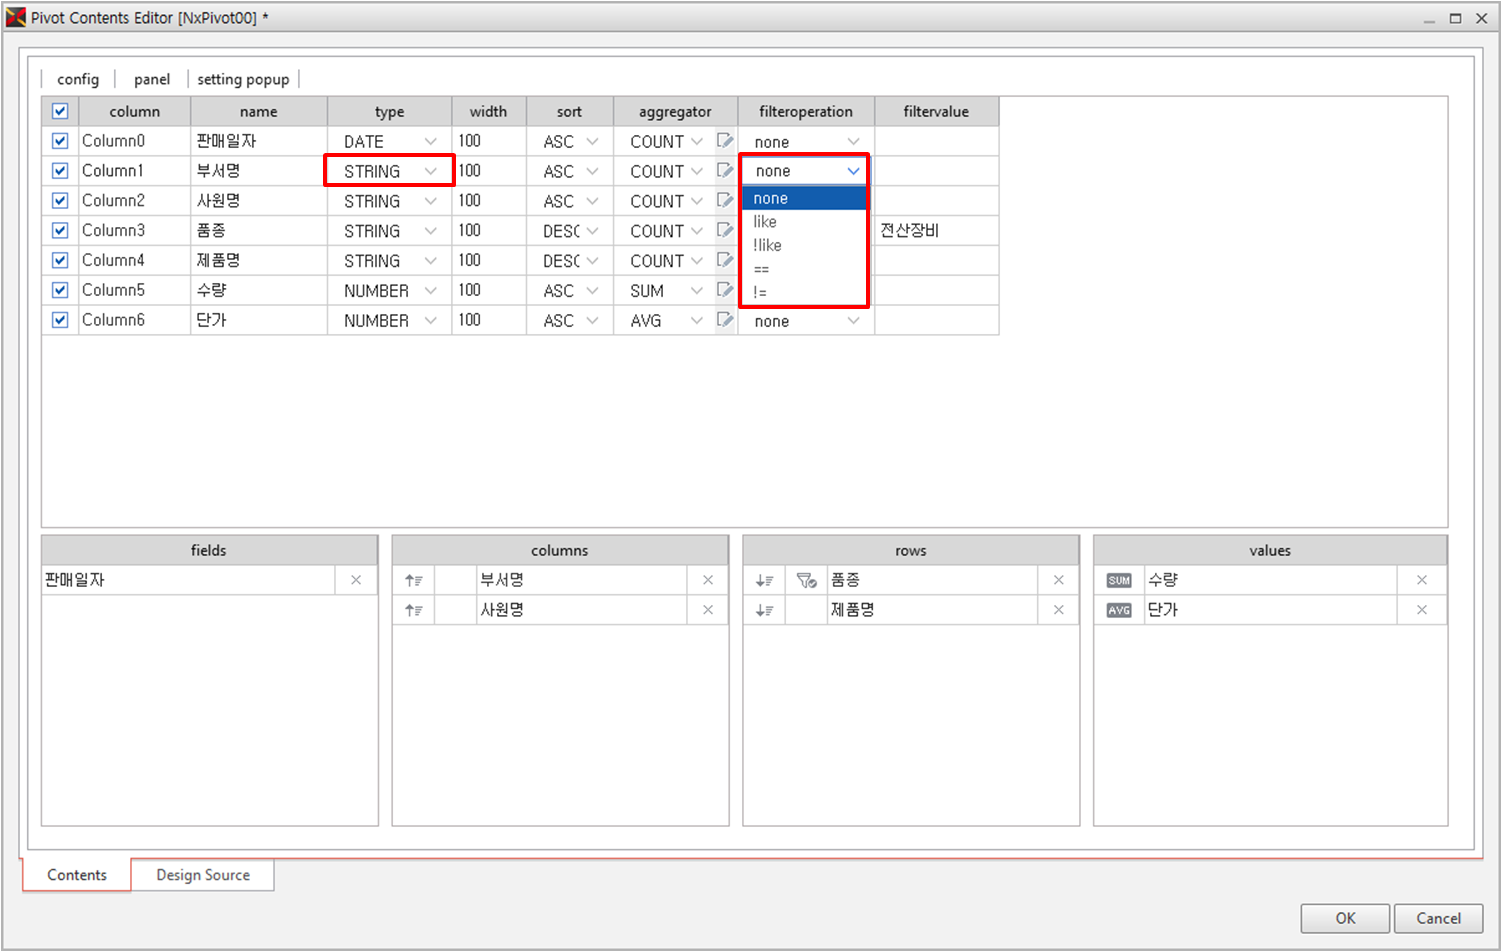 Pivot Contents Editor [NxPivot00] *
config panel setting popup
column name type width sort aggregator filteroperation filtervalue
Column0 판매일자 DATE 100 ASC COUNT none
Column1 부서명 STRING 100 ASC COUNT none
Column2 사원명 STRING 100 ASC COUNT none
Column3 품종 STRING 100 DESC COUNT like 전산장비
Column4 제품명 STRING 100 DESC COUNT !like
Column5 수량 NUMBER 100 ASC SUM ==
!=
Column6 단가 NUMBER 100 ASC AVG none
fields columns rows values
판매일자 부서명 품종 SUM 수량
사원명 제품명 AVG 단가
Contents Design Source
OK Cancel